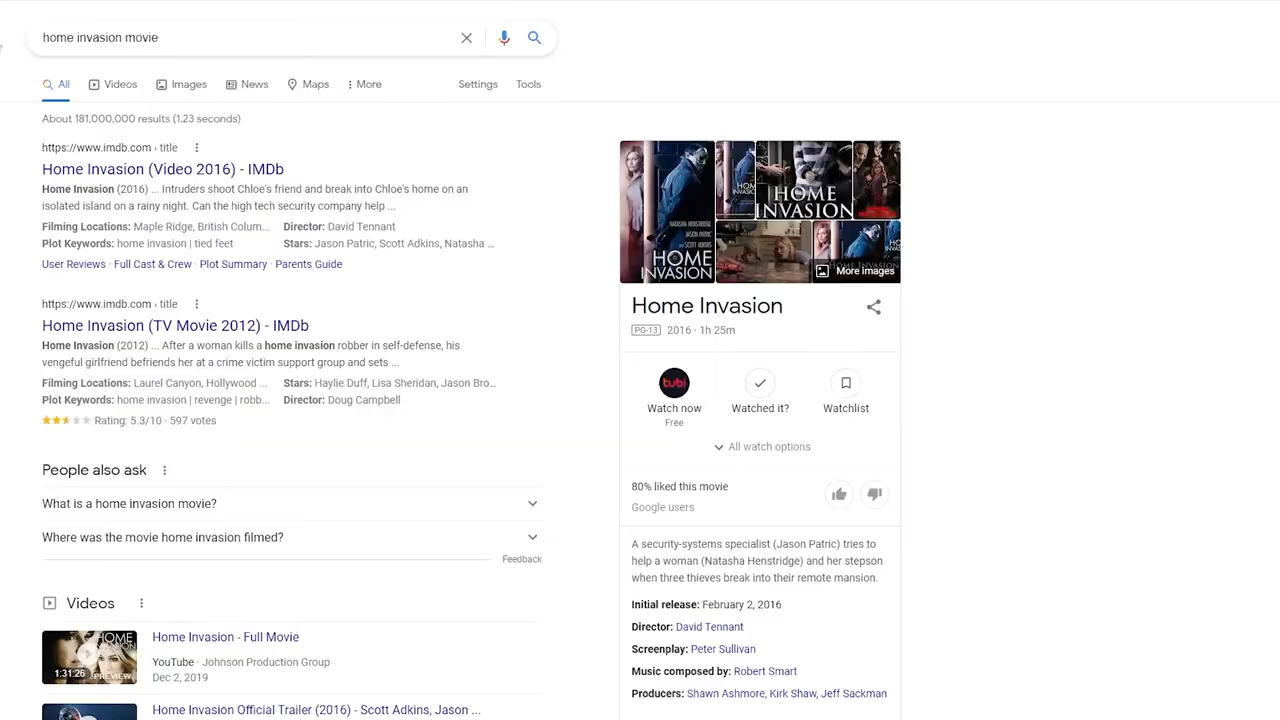 home invasion movie
All
Videos
Images
News
Maps
More
Settings
Tools
About 181,000,000 results (1.23 seconds)
https://www.imdb.com › title
Home Invasion (Video 2016) - IMDb
Home Invasion (2016) ... Intruders shoot Chloe's friend and break into Chloe's home on an
isolated island on a rainy night. Can the high tech security company help ...
Filming Locations: Maple Ridge, British Colum... Director: David Tennant
Plot Keywords: home invasion | tied feet Stars: Jason Patric, Scott Adkins, Natasha ...
User Reviews · Full Cast & Crew · Plot Summary · Parents Guide
https://www.imdb.com › title
Home Invasion (TV Movie 2012) - IMDb
Home Invasion (2012) ... After a woman kills a home invasion robber in self-defense, his
vengeful girlfriend befriends her at a crime victim support group and sets ...
Filming Locations: Laurel Canyon, Hollywood ... Stars: Haylie Duff, Lisa Sheridan, Jason Bro...
Plot Keywords: home invasion | revenge | robb... Director: Doug Campbell
Rating: 5.3/10 · 597 votes
People also ask
What is a home invasion movie?
Where was the movie home invasion filmed?
Feedback
Videos
HOME
INVASION
1:31:26
PREVIEW
Home Invasion - Full Movie
YouTube · Johnson Production Group
Dec 2, 2019
Home Invasion Official Trailer (2016) - Scott Adkins, Jason ...
NATASHA HENSTRIDGE
JASON PATRIC
AND SCOTT ADKINS
HOME
INVASION
HOME
INVASION
More images
Home Invasion
PG-13 2016 · 1h 25m
tubi
Watch now
Free
Watched it?
Watchlist
All watch options
80% liked this movie
Google users
A security-systems specialist (Jason Patric) tries to
help a woman (Natasha Henstridge) and her stepson
when three thieves break into their remote mansion.
Initial release: February 2, 2016
Director: David Tennant
Screenplay: Peter Sullivan
Music composed by: Robert Smart
Producers: Shawn Ashmore, Kirk Shaw, Jeff Sackman